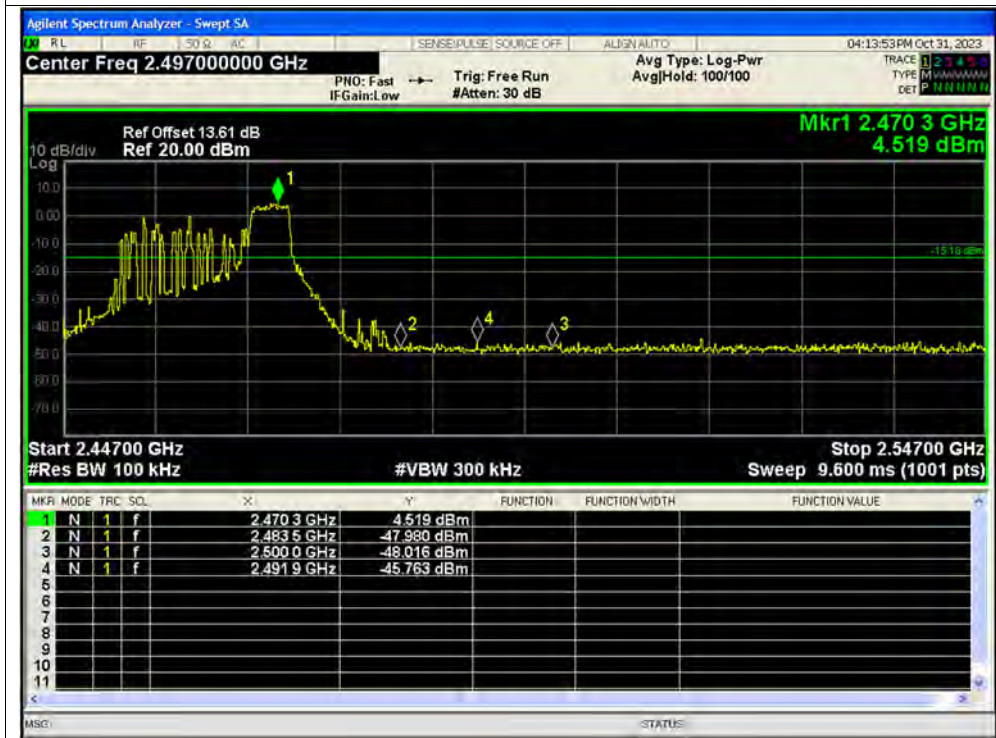 Agilent Spectrum Analyzer - Swept SA
RL RF 50 Ω AC SENSE:PULSE SOURCE OFF ALIGN AUTO 04:13:53 PM Oct 31, 2023
Center Freq 2.497000000 GHz
PNO: Fast
IFGain:Low
Trig: Free Run
#Atten: 30 dB
Avg Type: Log-Pwr
Avg|Hold: 100/100
TRACE 1 2 3 4 5 6
TYPE M WWWWW
DET P N N N N N
Mkr1 2.470 3 GHz
4.519 dBm
Ref Offset 13.61 dB
10 dB/div Ref 20.00 dBm
Log
10.0
0.00
-10.0
-20.0
-30.0
-40.0
-50.0
-60.0
-70.0
1
-15.18 dBm
2
4
3
Start 2.44700 GHz Stop 2.54700 GHz
#Res BW 100 kHz #VBW 300 kHz Sweep 9.600 ms (1001 pts)
MKR MODE TRC SCL X Y FUNCTION FUNCTION WIDTH FUNCTION VALUE
1 N 1 f 2.470 3 GHz 4.519 dBm
2 N 1 f 2.483 5 GHz -47.980 dBm
3 N 1 f 2.500 0 GHz -48.016 dBm
4 N 1 f 2.491 9 GHz -45.763 dBm
5
6
7
8
9
10
11
MSG STATUS